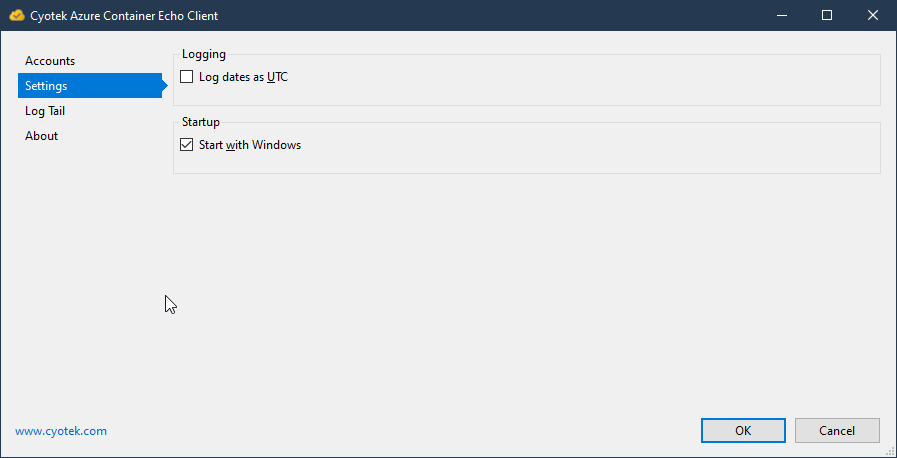 Cyotek Azure Container Echo Client
Accounts
Settings
Log Tail
About
Logging
Log dates as UTC
Startup
Start with Windows
www.cyotek.com
OK
Cancel